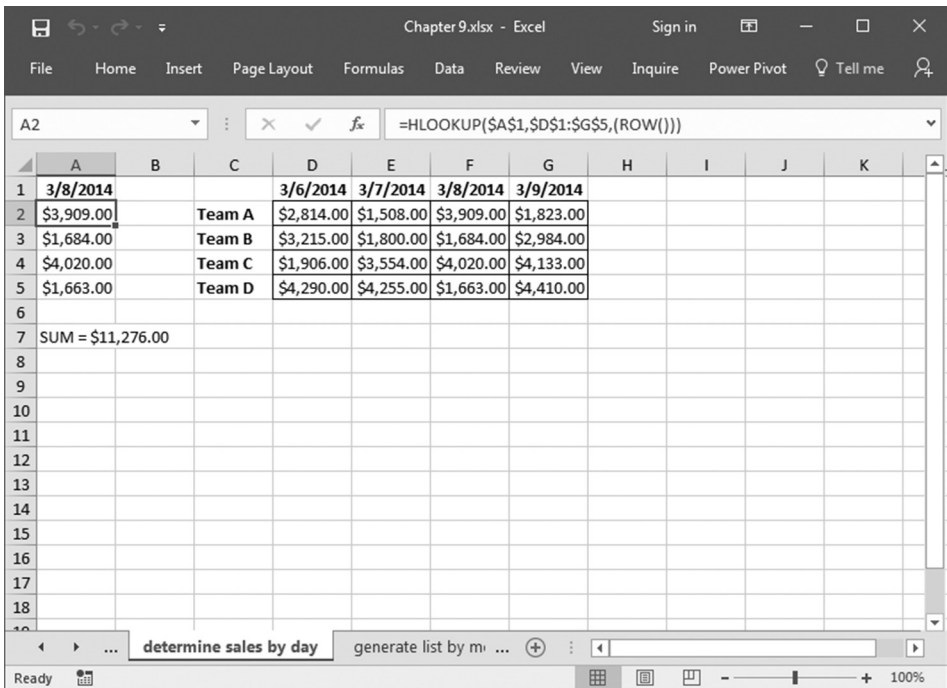 Chapter 9.xlsx - Excel Sign in
File Home Insert Page Layout Formulas Data Review View Inquire Power Pivot Tell me
A2 fx =HLOOKUP($A$1,$D$1:$G$5,(ROW()))
A B C D E F G H I J K
1 3/8/2014 3/6/2014 3/7/2014 3/8/2014 3/9/2014
2 $3,909.00 Team A $2,814.00 $1,508.00 $3,909.00 $1,823.00
3 $1,684.00 Team B $3,215.00 $1,800.00 $1,684.00 $2,984.00
4 $4,020.00 Team C $1,906.00 $3,554.00 $4,020.00 $4,133.00
5 $1,663.00 Team D $4,290.00 $4,255.00 $1,663.00 $4,410.00
6
7 SUM = $11,276.00
8
9
10
11
12
13
14
15
16
17
18
... determine sales by day generate list by m ...
Ready 100%